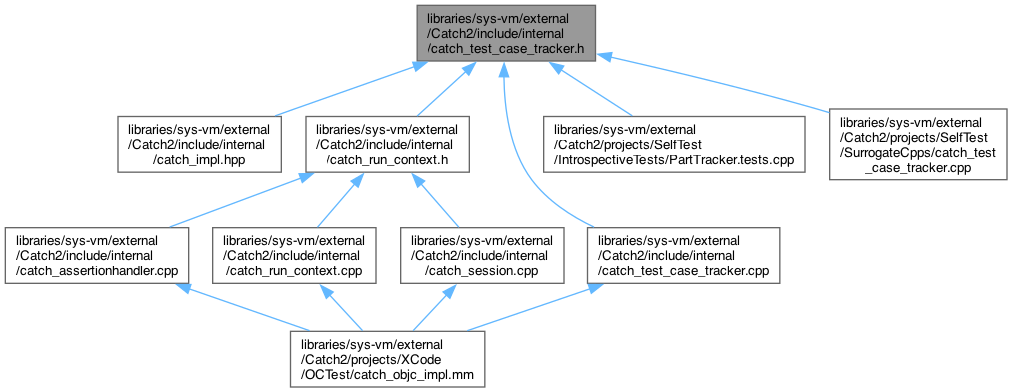 libraries/sys-vm/external
/Catch2/include/internal
/catch_test_case_tracker.h
libraries/sys-vm/external
/Catch2/include/internal
/catch_impl.hpp
libraries/sys-vm/external
/Catch2/include/internal
/catch_run_context.h
libraries/sys-vm/external
/Catch2/projects/SelfTest
/IntrospectiveTests/PartTracker.tests.cpp
libraries/sys-vm/external
/Catch2/projects/SelfTest
/SurrogateCpps/catch_test
_case_tracker.cpp
libraries/sys-vm/external
/Catch2/include/internal
/catch_assertionhandler.cpp
libraries/sys-vm/external
/Catch2/include/internal
/catch_run_context.cpp
libraries/sys-vm/external
/Catch2/include/internal
/catch_session.cpp
libraries/sys-vm/external
/Catch2/include/internal
/catch_test_case_tracker.cpp
libraries/sys-vm/external
/Catch2/projects/XCode
/OCTest/catch_objc_impl.mm